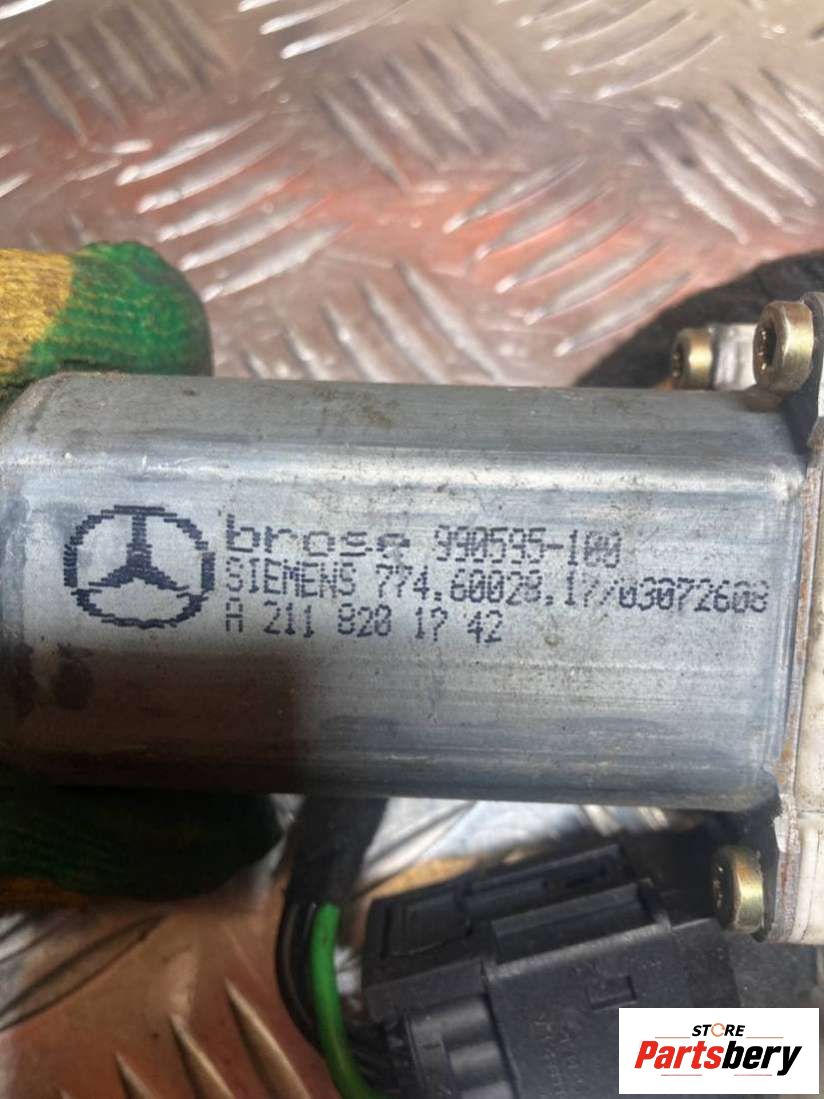 brose 990595-100
SIEMENS 774.60028.17/03072608
A 211 820 17 42
STORE
Partsbery